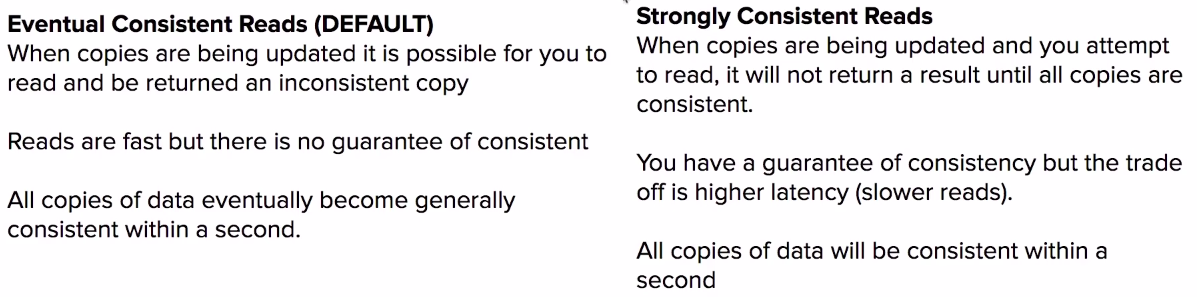 Eventual Consistent Reads (DEFAULT)
When copies are being updated it is possible for you to
read and be returned an inconsistent copy
Reads are fast but there is no guarantee of consistent
All copies of data eventually become generally
consistent within a second.
Strongly Consistent Reads
When copies are being updated and you attempt
to read, it will not return a result until all copies are
consistent.
You have a guarantee of consistency but the trade
off is higher latency (slower reads).
All copies of data will be consistent within a
second